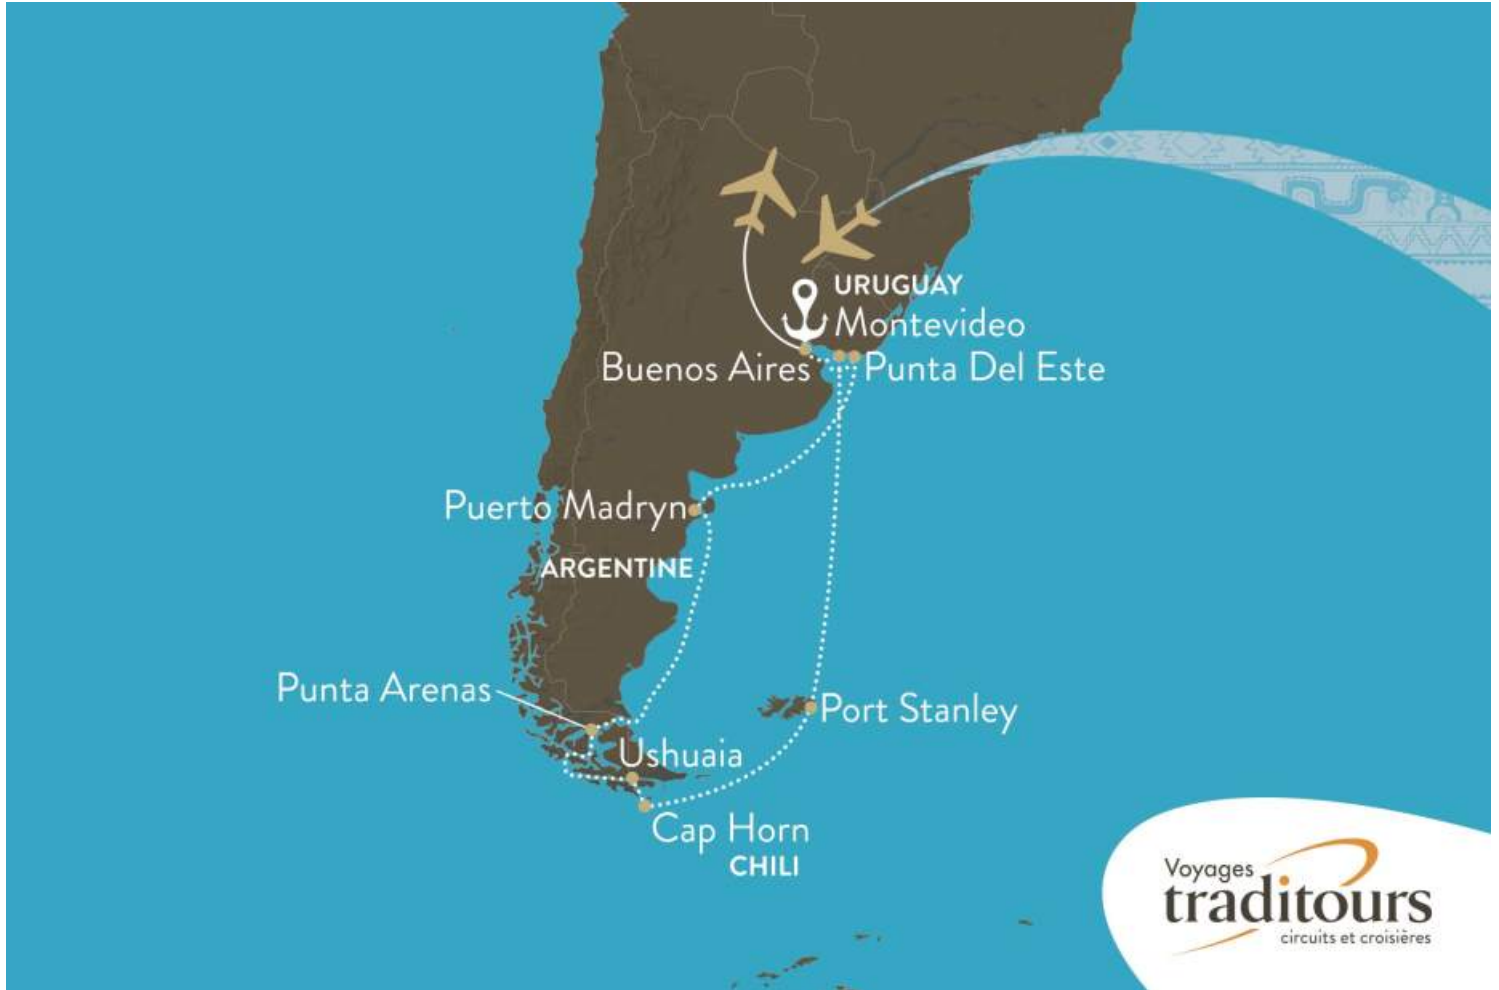 URUGUAY
Montevideo
Buenos Aires
Punta Del Este
Puerto Madryn
ARGENTINE
Punta Arenas
Port Stanley
Ushuaia
Cap Horn
CHILI
Voyages
traditours
circuits et croisières